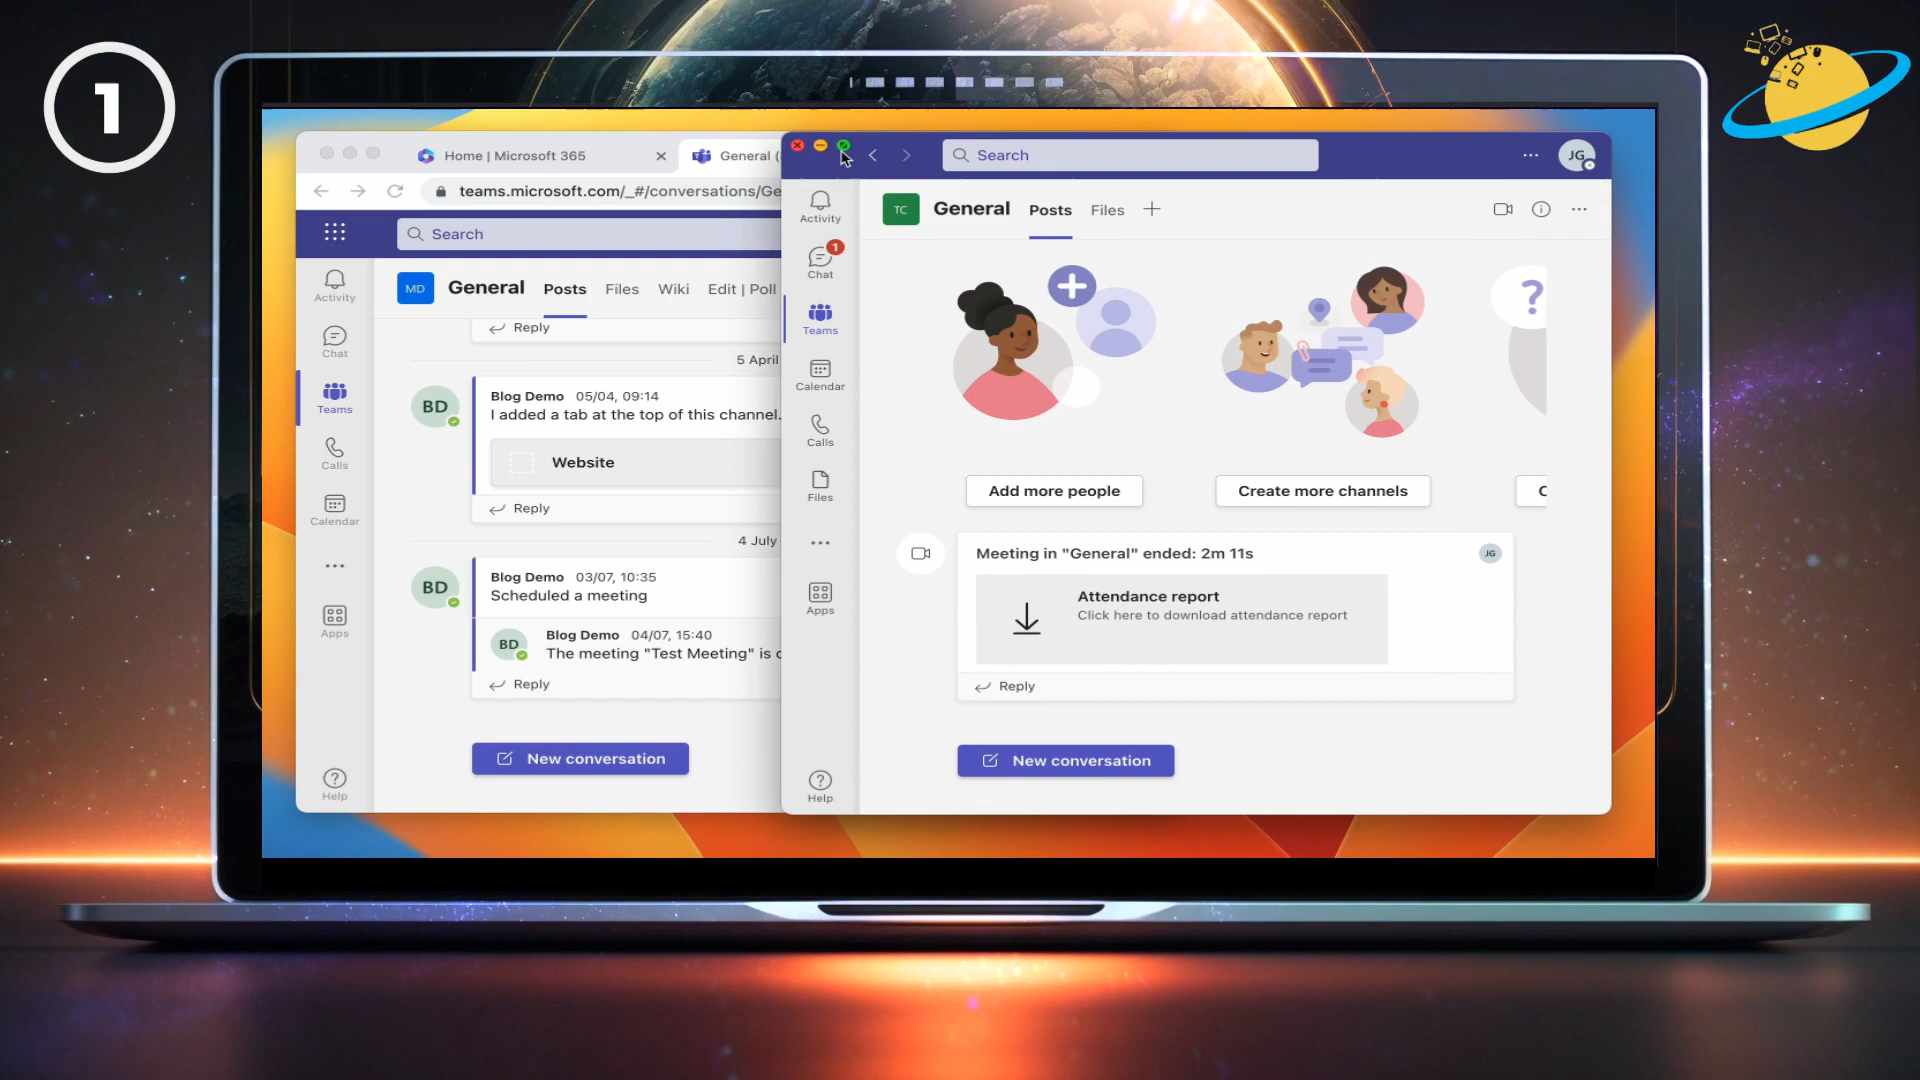 1
Home | Microsoft 365
General (
teams.microsoft.com/_#/conversations/Ge
Search
Activity
Chat
Teams
Calls
Calendar
Apps
Help
MD
General
Posts
Files
Wiki
Edit | Poll
Reply
5 April
BD
Blog Demo 05/04, 09:14
I added a tab at the top of this channel.
Website
Reply
4 July
BD
Blog Demo 03/07, 10:35
Scheduled a meeting
BD
Blog Demo 04/07, 15:40
The meeting "Test Meeting" is c
Reply
New conversation
Search
JG
Activity
1
Chat
Teams
Calendar
Calls
Files
Apps
Help
TC
General
Posts
Files
?
Add more people
Create more channels
C
Meeting in "General" ended: 2m 11s
JG
Attendance report
Click here to download attendance report
Reply
New conversation